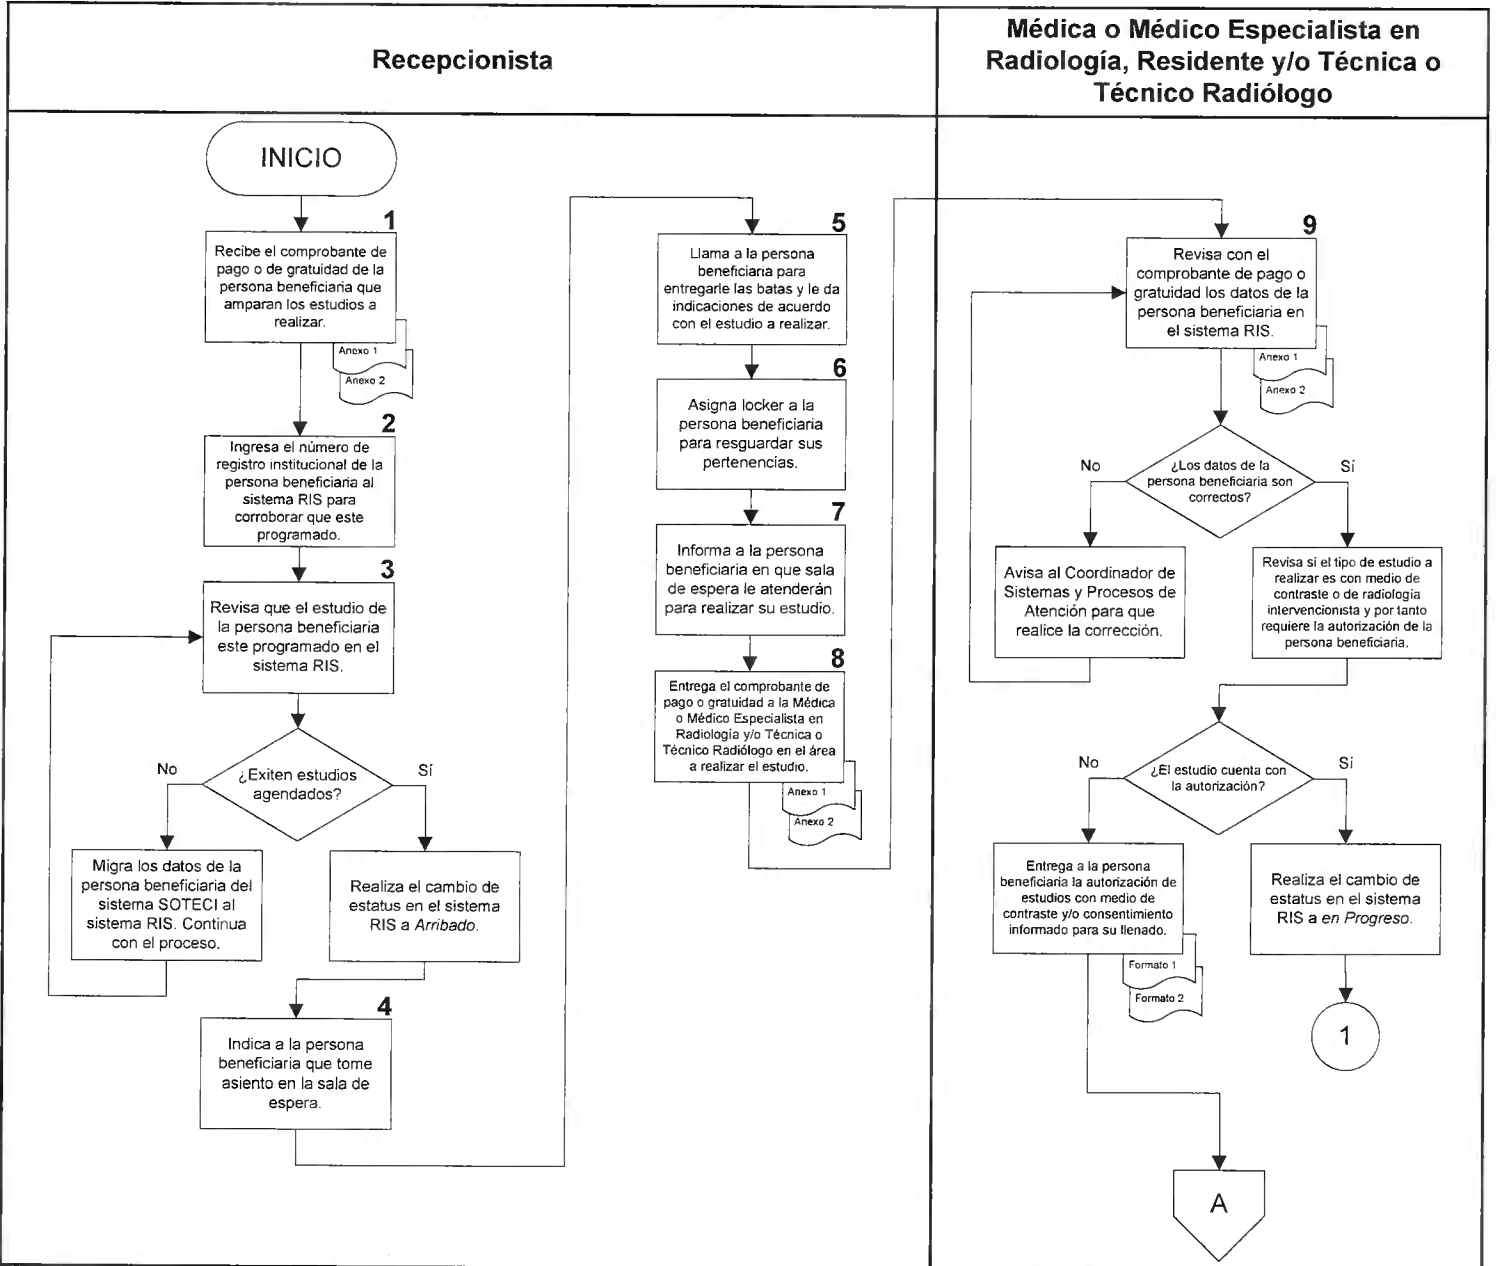 Recepcionista
Médica o Médico Especialista en
Radiología, Residente y/o Técnica o
Técnico Radiólogo
INICIO
1
Recibe el comprobante de
pago o de gratuidad de la
persona beneficiaria que
amparan los estudios a
realizar.
Anexo 1
Anexo 2
2
Ingresa el número de
registro institucional de la
persona beneficiaria al
sistema RIS para
corroborar que este
programado.
3
Revisa que el estudio de
la persona beneficiaria
este programado en el
sistema RIS.
¿Exiten estudios
agendados?
No
Sí
Migra los datos de la
persona beneficiaria del
sistema SOTECI al
sistema RIS. Continua
con el proceso.
Realiza el cambio de
estatus en el sistema
RIS a Arribado.
4
Indica a la persona
beneficiaria que tome
asiento en la sala de
espera.
5
Llama a la persona
beneficiaria para
entregarle las batas y le da
indicaciones de acuerdo
con el estudio a realizar.
6
Asigna locker a la
persona beneficiaria
para resguardar sus
pertenencias.
7
Informa a la persona
beneficiaria en que sala
de espera le atenderán
para realizar su estudio.
8
Entrega el comprobante de
pago o gratuidad a la Médica
o Médico Especialista en
Radiología y/o Técnica o
Técnico Radiólogo en el área
a realizar el estudio.
Anexo 1
Anexo 2
9
Revisa con el
comprobante de pago o
gratuidad los datos de la
persona beneficiaria en
el sistema RIS.
Anexo 1
Anexo 2
¿Los datos de la
persona beneficiaria son
correctos?
No
Sí
Avisa al Coordinador de
Sistemas y Procesos de
Atención para que
realice la corrección.
Revisa si el tipo de estudio a
realizar es con medio de
contraste o de radiología
intervencionista y por tanto
requiere la autorización de la
persona beneficiaria.
¿El estudio cuenta con
la autorización?
No
Sí
Entrega a la persona
beneficiaria la autorización de
estudios con medio de
contraste y/o consentimiento
informado para su llenado.
Formato 1
Formato 2
Realiza el cambio de
estatus en el sistema
RIS a en Progreso.
1
A